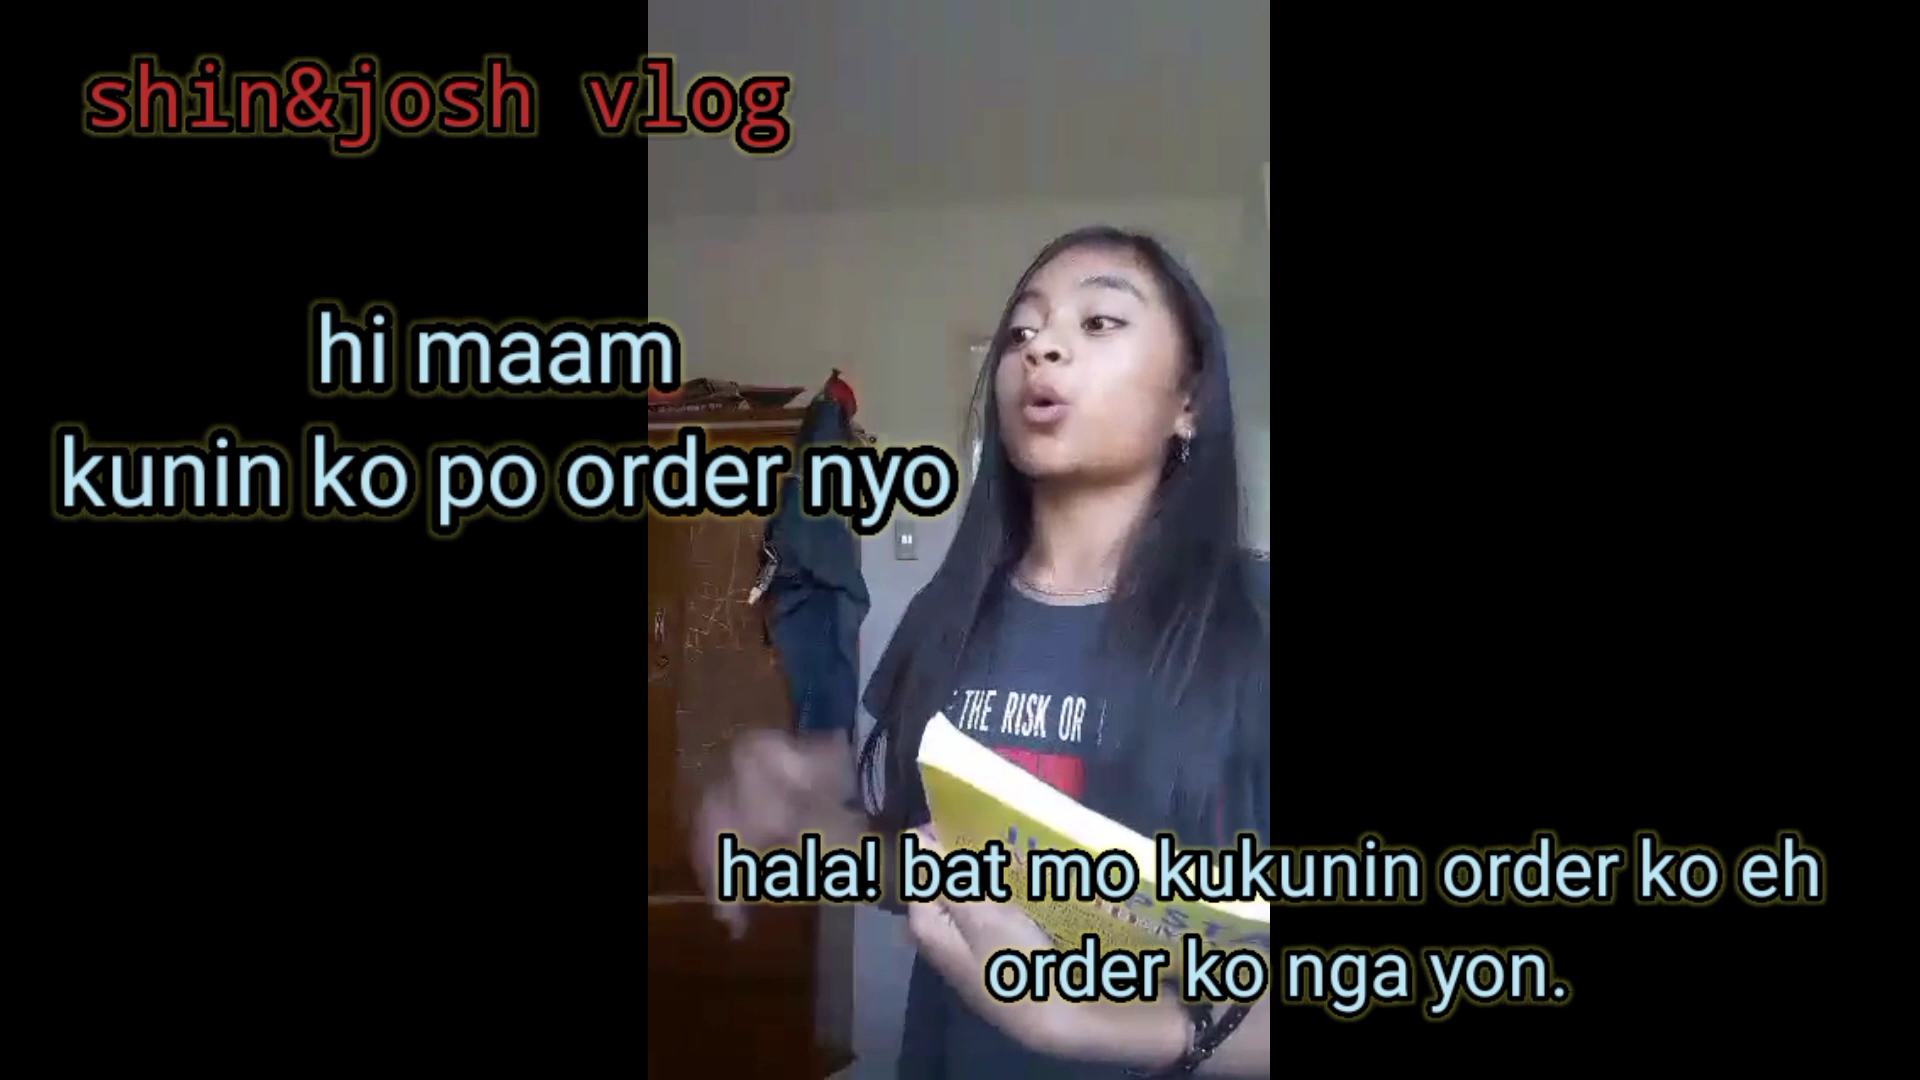 shin&josh vlog
hi maam
kunin ko po order nyo
THE RISK OR
hala! bat mo kukunin order ko eh
order ko nga yon.